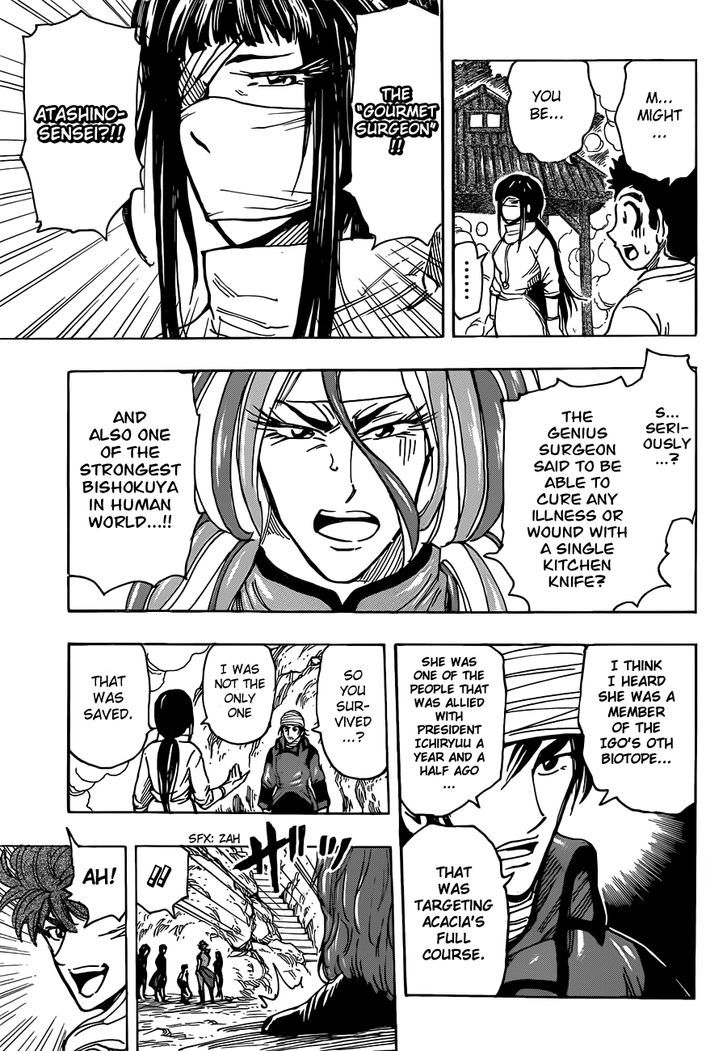 M...
MIGHT
...
YOU
BE...
......
THE
"GOURMET
SURGEON"
!!
ATASHINO-
SENSEI?!!
S...
SERI-
OUSLY
...?
THE
GENIUS
SURGEON
SAID TO BE
ABLE TO
CURE ANY
ILLNESS OR
WOUND WITH
A SINGLE
KITCHEN
KNIFE?
AND
ALSO ONE
OF THE
STRONGEST
BISHOKUYA
IN HUMAN
WORLD...!!
I THINK
I HEARD
SHE WAS A
MEMBER
OF THE
IGO'S 0TH
BIOTOPE...
SHE WAS
ONE OF THE
PEOPLE THAT
WAS ALLIED
WITH
PRESIDENT
ICHIRYUU A
YEAR AND A
HALF AGO
...
THAT
WAS
TARGETING
ACACIA'S
FULL
COURSE.
SO
YOU
SUR-
VIVED
...?
I WAS
NOT THE
ONLY
ONE
THAT
WAS
SAVED.
SFX: ZAH
ザッ
!!
AH!